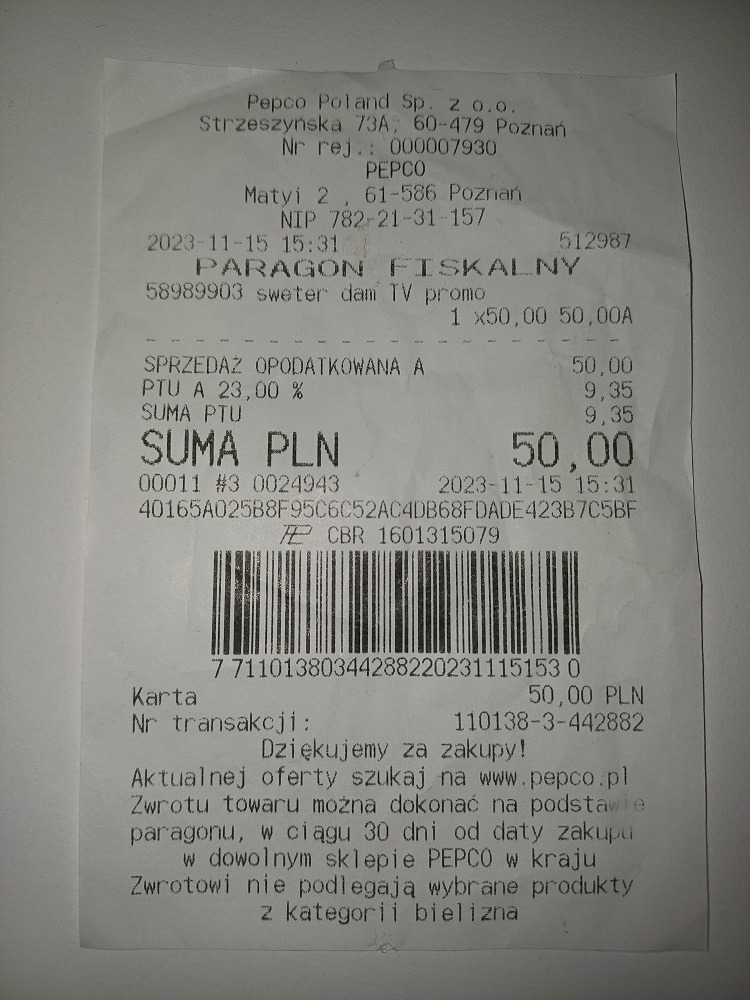 Pepco Poland Sp. z o.o.
Strzeszyńska 73A, 60-479 Poznań
Nr rej.: 000007930
PEPCO
Matyi 2 , 61-586 Poznań
NIP 782-21-31-157
2023-11-15 15:31 512987
PARAGON FISKALNY
58989903 sweter dam TV promo
1 x50,00 50,00A
SPRZEDAŻ OPODATKOWANA A 50,00
PTU A 23,00 % 9,35
SUMA PTU 9,35
SUMA PLN 50,00
00011 #3 0024943 2023-11-15 15:31
40165A025B8F95C6C52AC4DB68FDADE423B7C5BF
CBR 1601315079
7 71101380344288220231115153 0
Karta 50,00 PLN
Nr transakcji: 110138-3-442882
Dziękujemy za zakupy!
Aktualnej oferty szukaj na www.pepco.pl
Zwrotu towaru można dokonać na podstawie
paragonu, w ciągu 30 dni od daty zakupu
w dowolnym sklepie PEPCO w kraju
Zwrotowi nie podlegają wybrane produkty
z kategorii bielizna